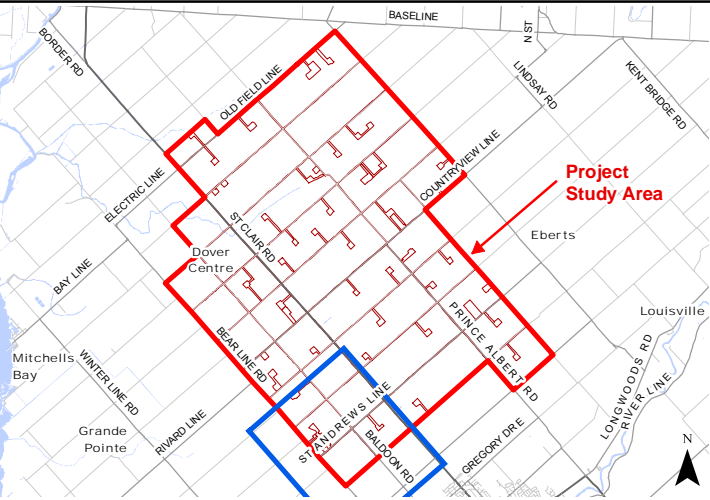 BASELINE
BORDER RD
N ST
KENT BRIDGE RD
LINDSAY RD
OLD FIELD LINE
COUNTRYVIEW LINE
Project
Study Area
ELECTRIC LINE
ST CLAIR RD
Eberts
Dover
Centre
BAY LINE
PRINCE ALBERT RD
Louisville
BEAR LINE RD
Mitchells
Bay
WINTER LINE RD
LONGWOODS RD
RIVER LINE
ST ANDREWS LINE
RIVARD LINE
Grande
Pointe
BALDOON RD
GREGORY DR E
N